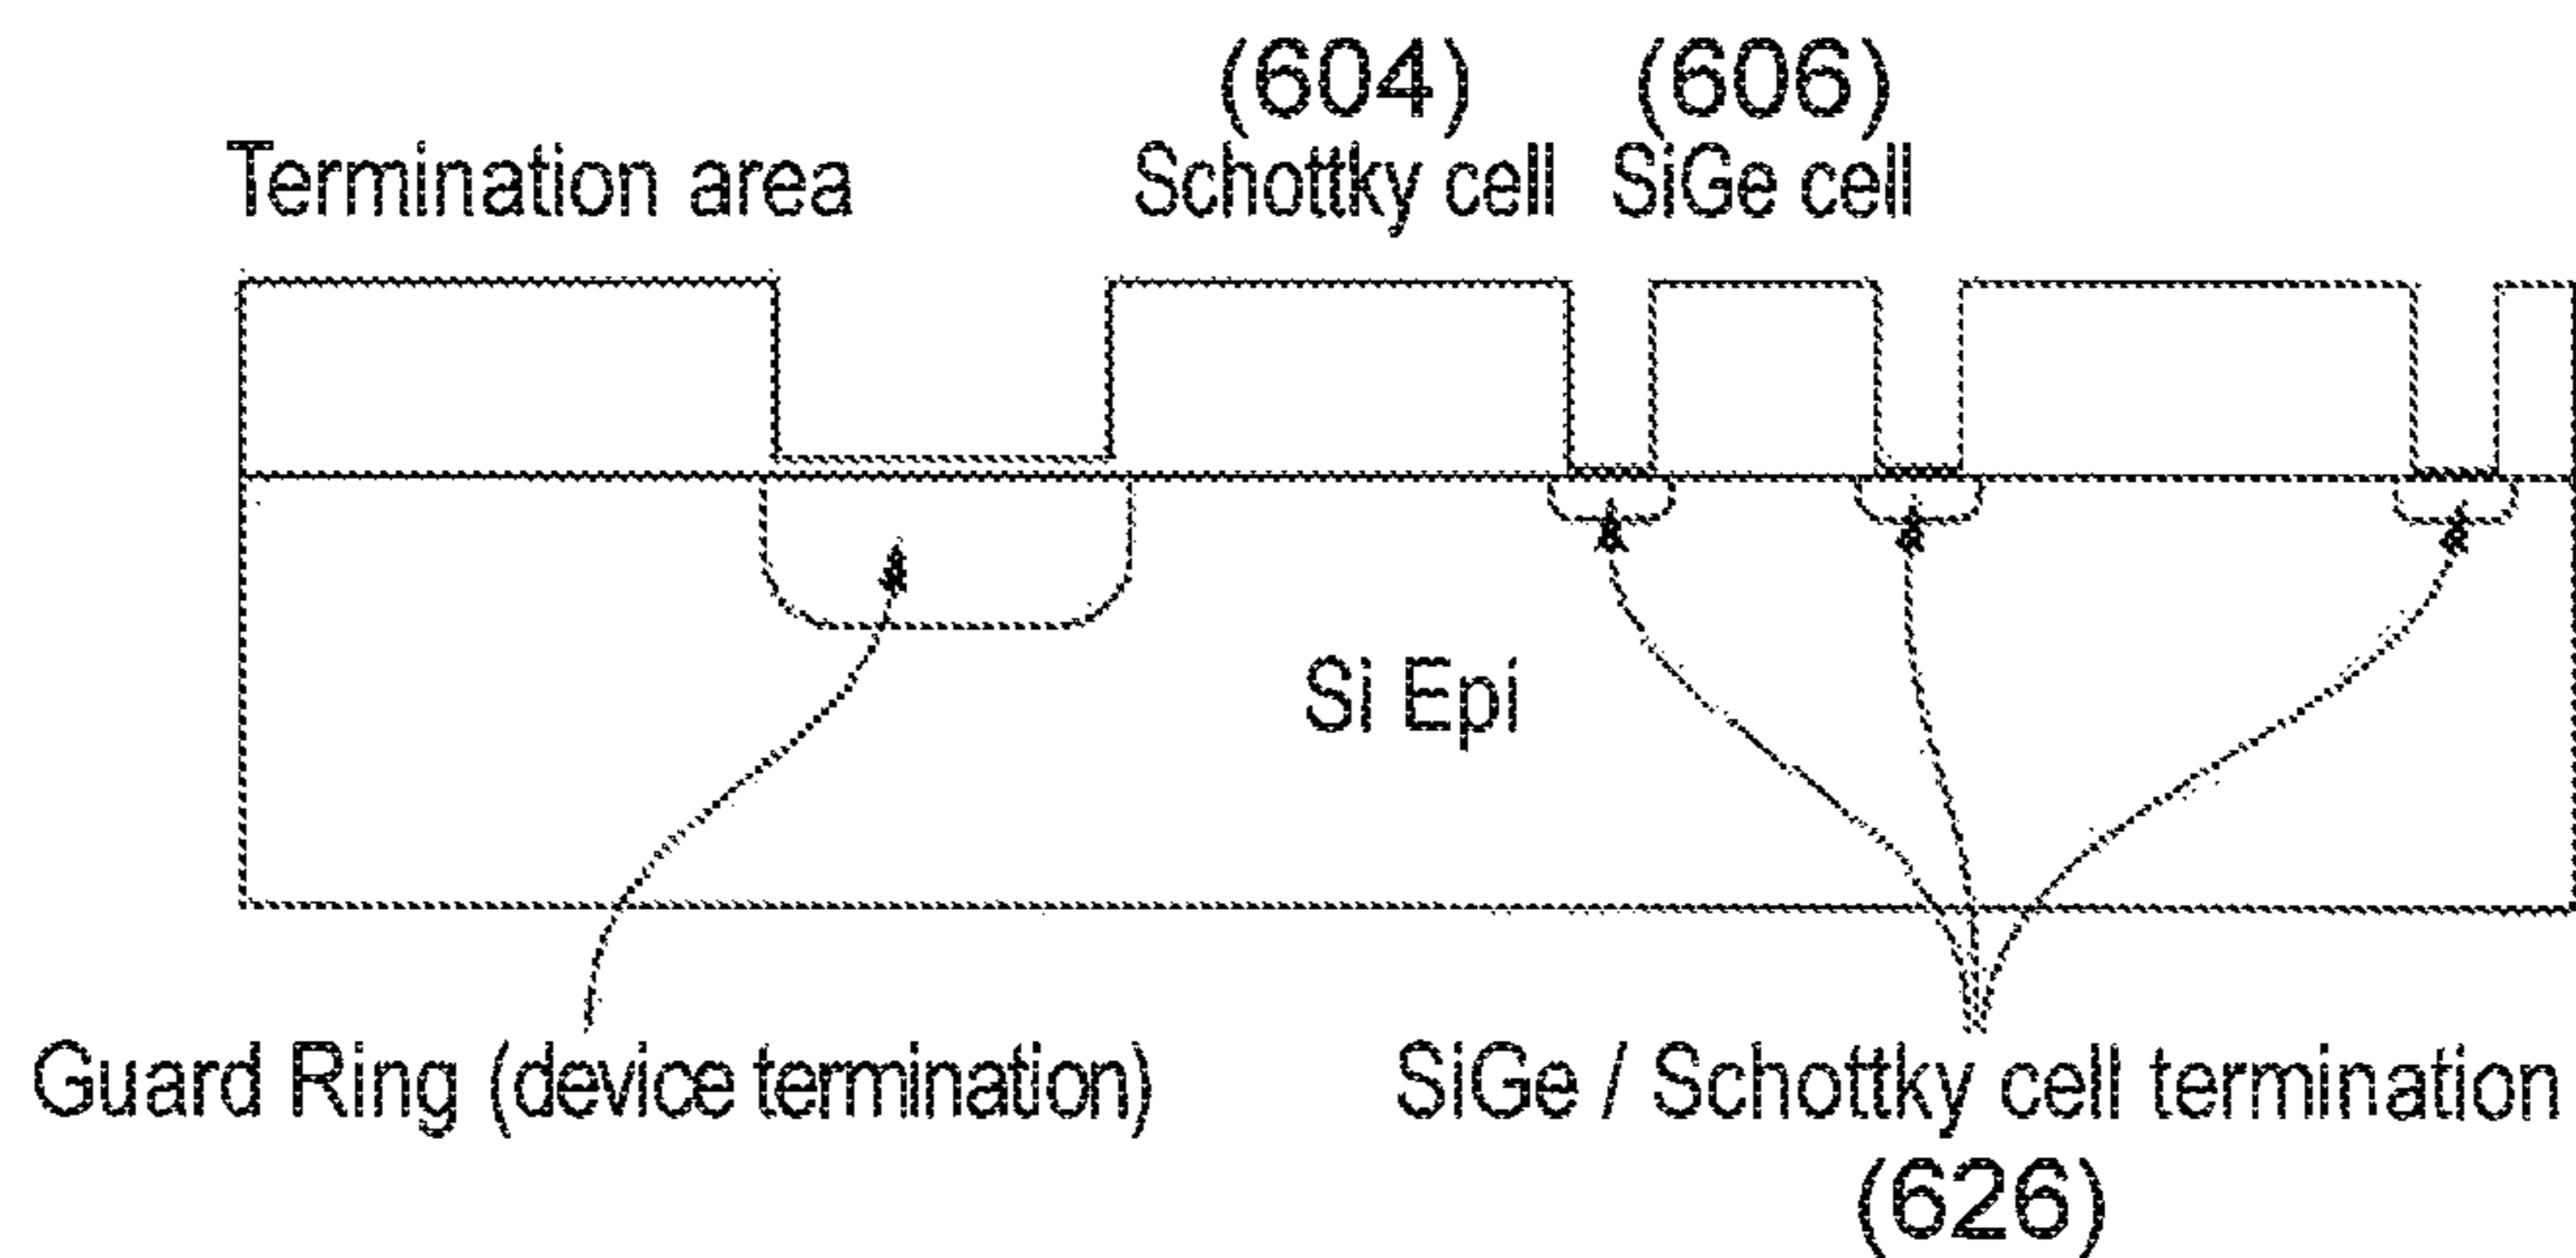 (604) (606)
Termination area Schottky cell SiGe cell
Si Epi
Guard Ring (device termination) SiGe / Schottky cell termination
(626)